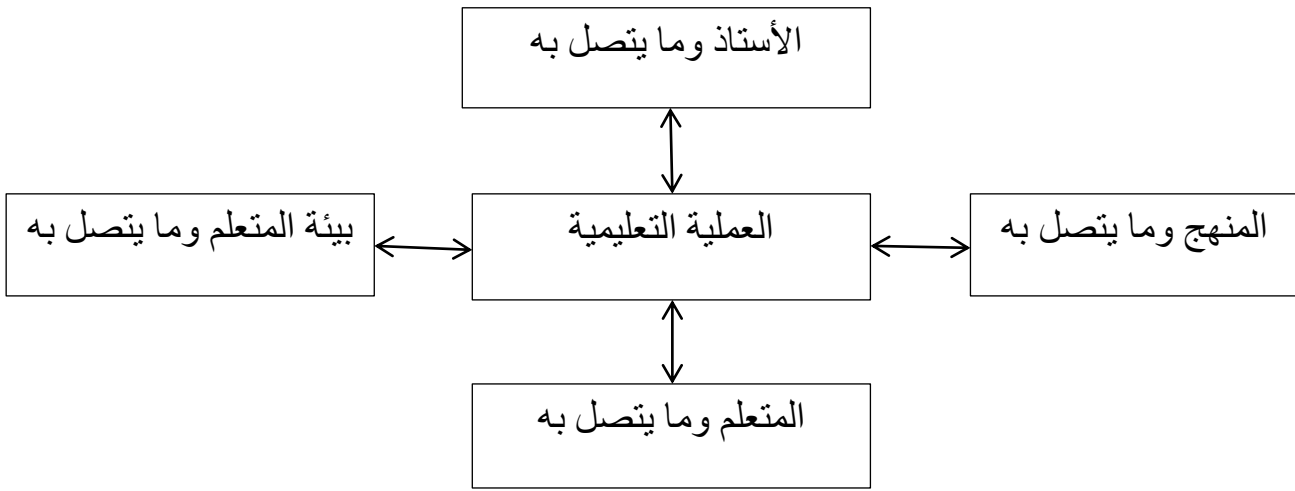 الأستاذ وما يتصل به
المنهج وما يتصل به
العملية التعليمية
بيئة المتعلم وما يتصل به
المتعلم وما يتصل به